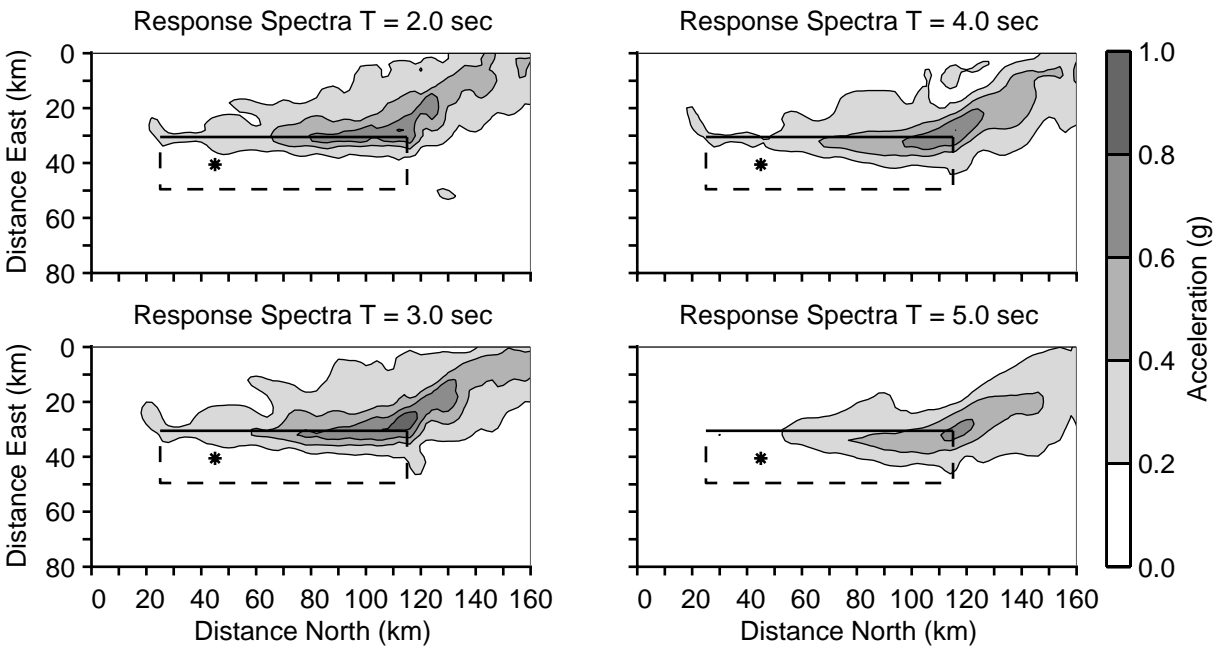 Response Spectra T = 2.0 sec
Response Spectra T = 4.0 sec
0
20
40
60
80
Distance East (km)
Response Spectra T = 3.0 sec
Response Spectra T = 5.0 sec
0
20
40
60
80
Distance East (km)
0 20 40 60 80 100 120 140 160
Distance North (km)
0 20 40 60 80 100 120 140 160
Distance North (km)
1.0
0.8
0.6
0.4
0.2
0.0
Acceleration (g)